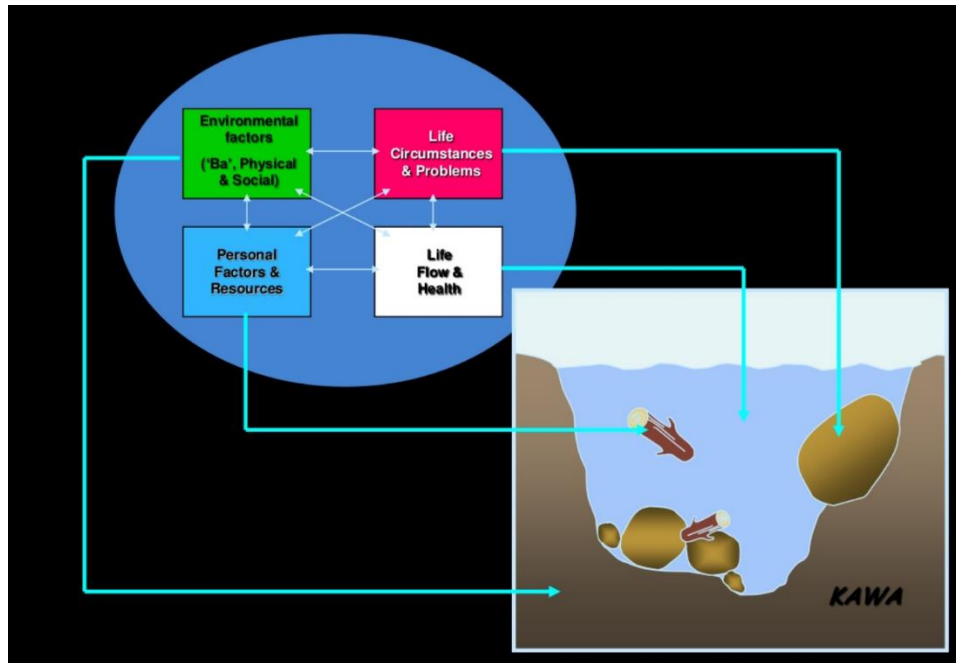 Environmental
factors
('Ba', Physical
& Social)
Life
Circumstances
& Problems
Personal
Factors &
Resources
Life
Flow &
Health
KAWA